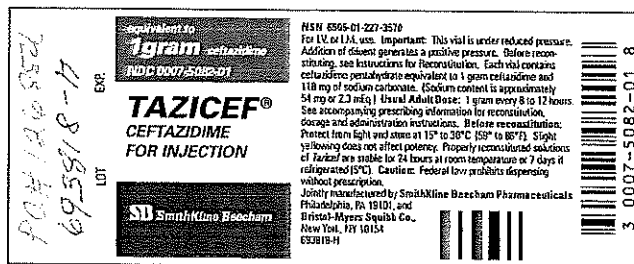 69-3818-H
EXP.
LOT
equivalent to
1gram ceftazidime
NDC 0007-5082-01
TAZICEF®
CEFTAZIDIME
FOR INJECTION
SB SmithKline Beecham
NSN 6505-01-227-3570
For I.V. or I.M. use. Important: This vial is under reduced pressure.
Addition of diluent generates a positive pressure. Before recon-
stituting, see Instructions for Reconstitution. Each vial contains
ceftazidime pentahydrate equivalent to 1 gram ceftazidime and
118 mg of sodium carbonate. (Sodium content is approximately
54 mg or 2.3 mEq.) Usual Adult Dose: 1 gram every 8 to 12 hours.
See accompanying prescribing information for reconstitution,
dosage and administration instructions. Before reconstitution:
Protect from light and store at 15° to 30°C (59° to 86°F). Slight
yellowing does not affect potency. Properly reconstituted solutions
of Tazicef are stable for 24 hours at room temperature or 7 days if
refrigerated (5°C). Caution: Federal law prohibits dispensing
without prescription.
Jointly manufactured by SmithKline Beecham Pharmaceuticals
Philadelphia, PA 19101, and
Bristol-Myers Squibb Co.,
New York, NY 10154
693818-H
3 0007-5082-01 8